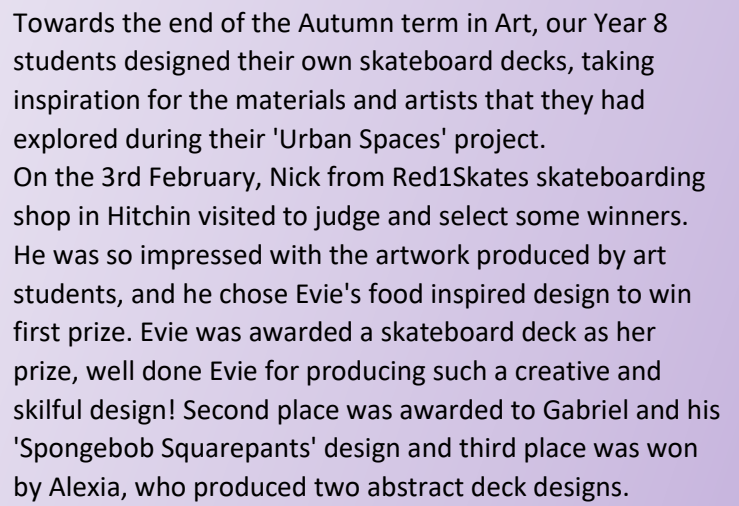 Towards the end of the Autumn term in Art, our Year 8
students designed their own skateboard decks, taking
inspiration for the materials and artists that they had
explored during their 'Urban Spaces' project.
On the 3rd February, Nick from Red1Skates skateboarding
shop in Hitchin visited to judge and select some winners.
He was so impressed with the artwork produced by art
students, and he chose Evie's food inspired design to win
first prize. Evie was awarded a skateboard deck as her
prize, well done Evie for producing such a creative and
skilful design! Second place was awarded to Gabriel and his
'Spongebob Squarepants' design and third place was won
by Alexia, who produced two abstract deck designs.